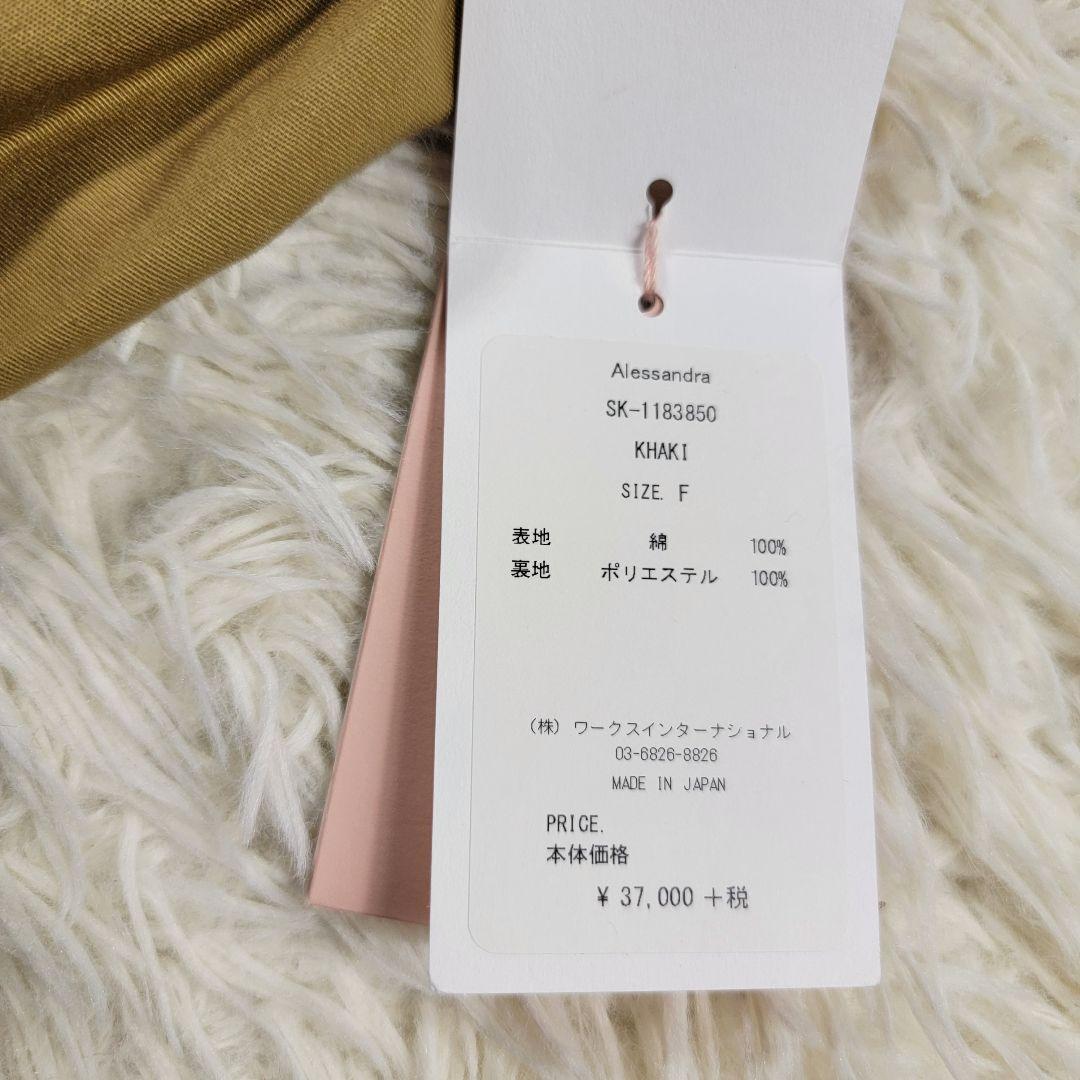 Alessandra
SK-1183850
KHAKI
SIZE. F
表地 綿 100%
裏地 ポリエステル 100%
(株) ワークスインターナショナル
03-6826-8826
MADE IN JAPAN
PRICE.
本体価格
¥ 37,000 +税